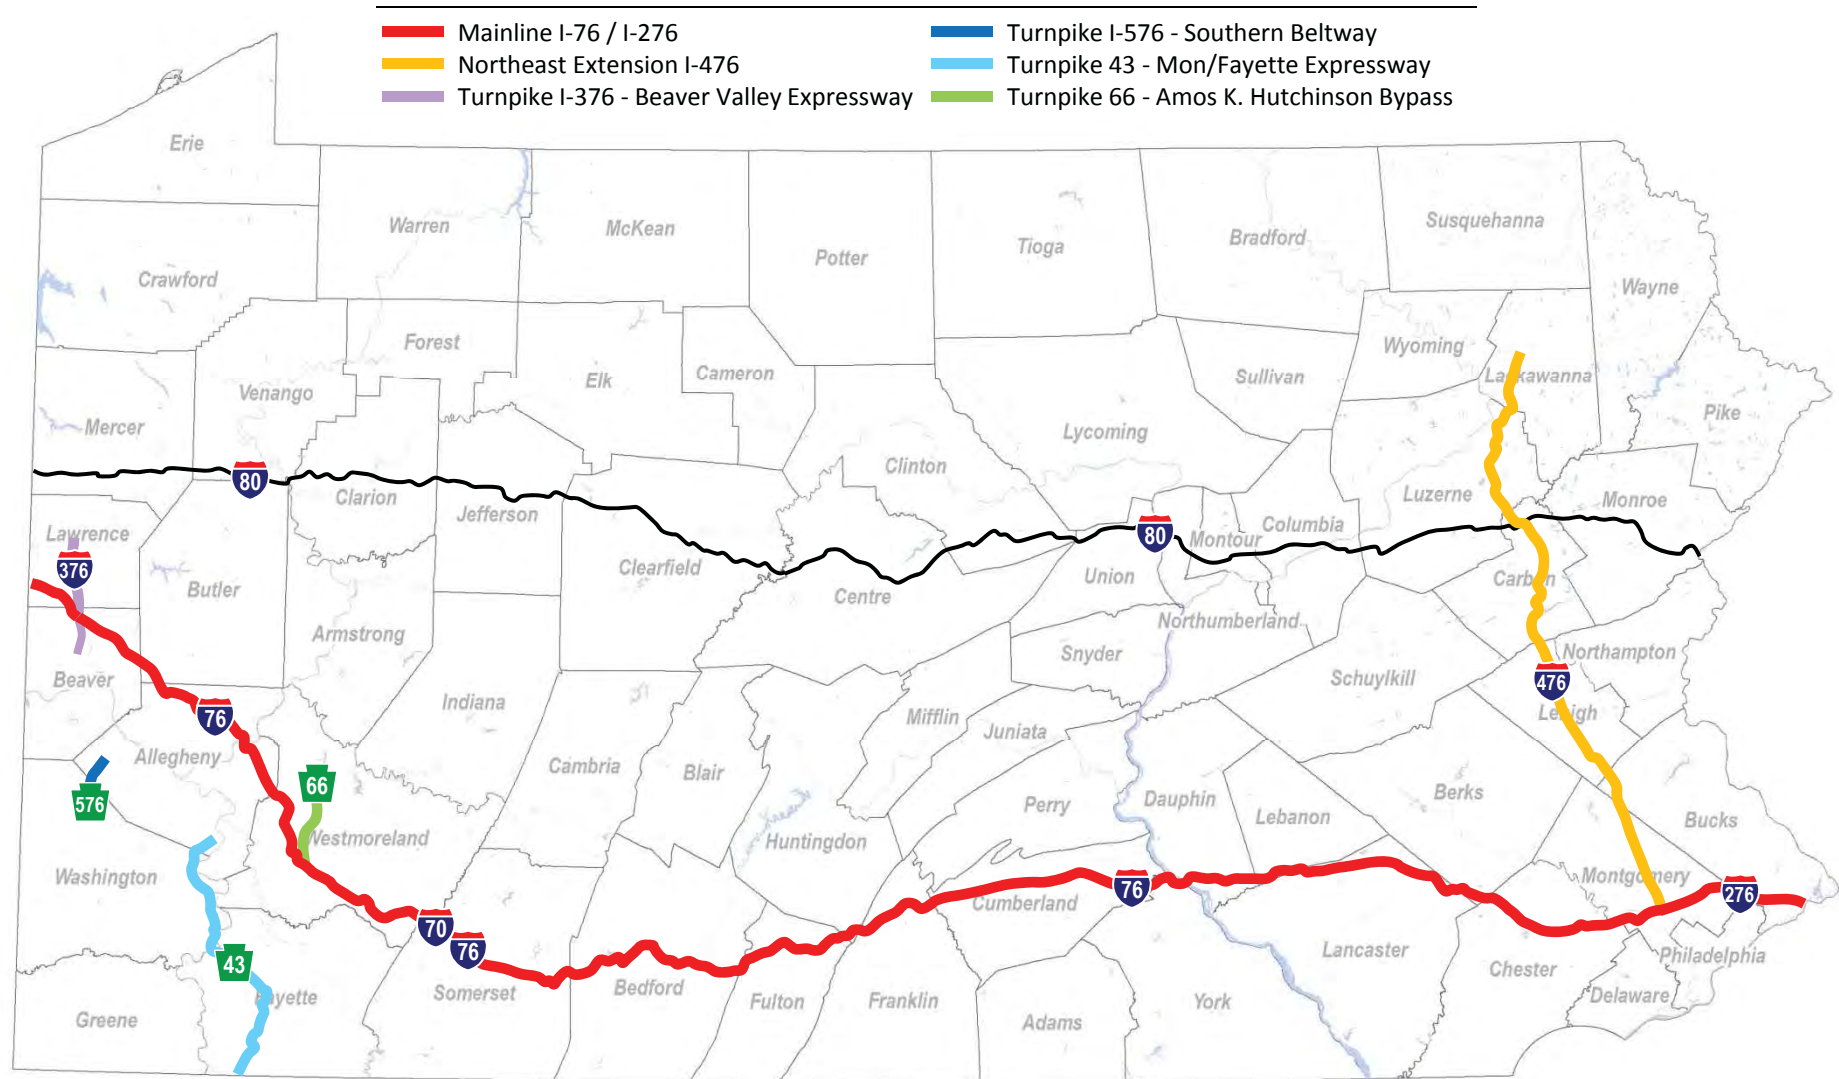 Mainline I-76 / I-276
Northeast Extension I-476
Turnpike I-376 - Beaver Valley Expressway
Turnpike I-576 - Southern Beltway
Turnpike 43 - Mon/Fayette Expressway
Turnpike 66 - Amos K. Hutchinson Bypass
Erie
Warren
McKean
Potter
Tioga
Bradford
Susquehanna
Crawford
Wayne
Forest
Wyoming
Elk
Cameron
Sullivan
Lackawanna
Venango
Mercer
Pike
Lycoming
Clinton
80
Clarion
Luzerne
Monroe
Jefferson
Columbia
Lawrence
80
Montour
376
Clearfield
Union
Carbon
Butler
Centre
Northumberland
Armstrong
Snyder
Northampton
Beaver
Schuylkill
476
Indiana
Lehigh
76
Mifflin
Juniata
Allegheny
Cambria
Blair
66
Berks
576
Perry
Dauphin
Lebanon
Bucks
Westmoreland
Huntingdon
Washington
Montgomery
76
276
Cumberland
70
76
Lancaster
Philadelphia
43
Chester
Bedford
Somerset
Fayette
Delaware
Fulton
Franklin
York
Greene
Adams